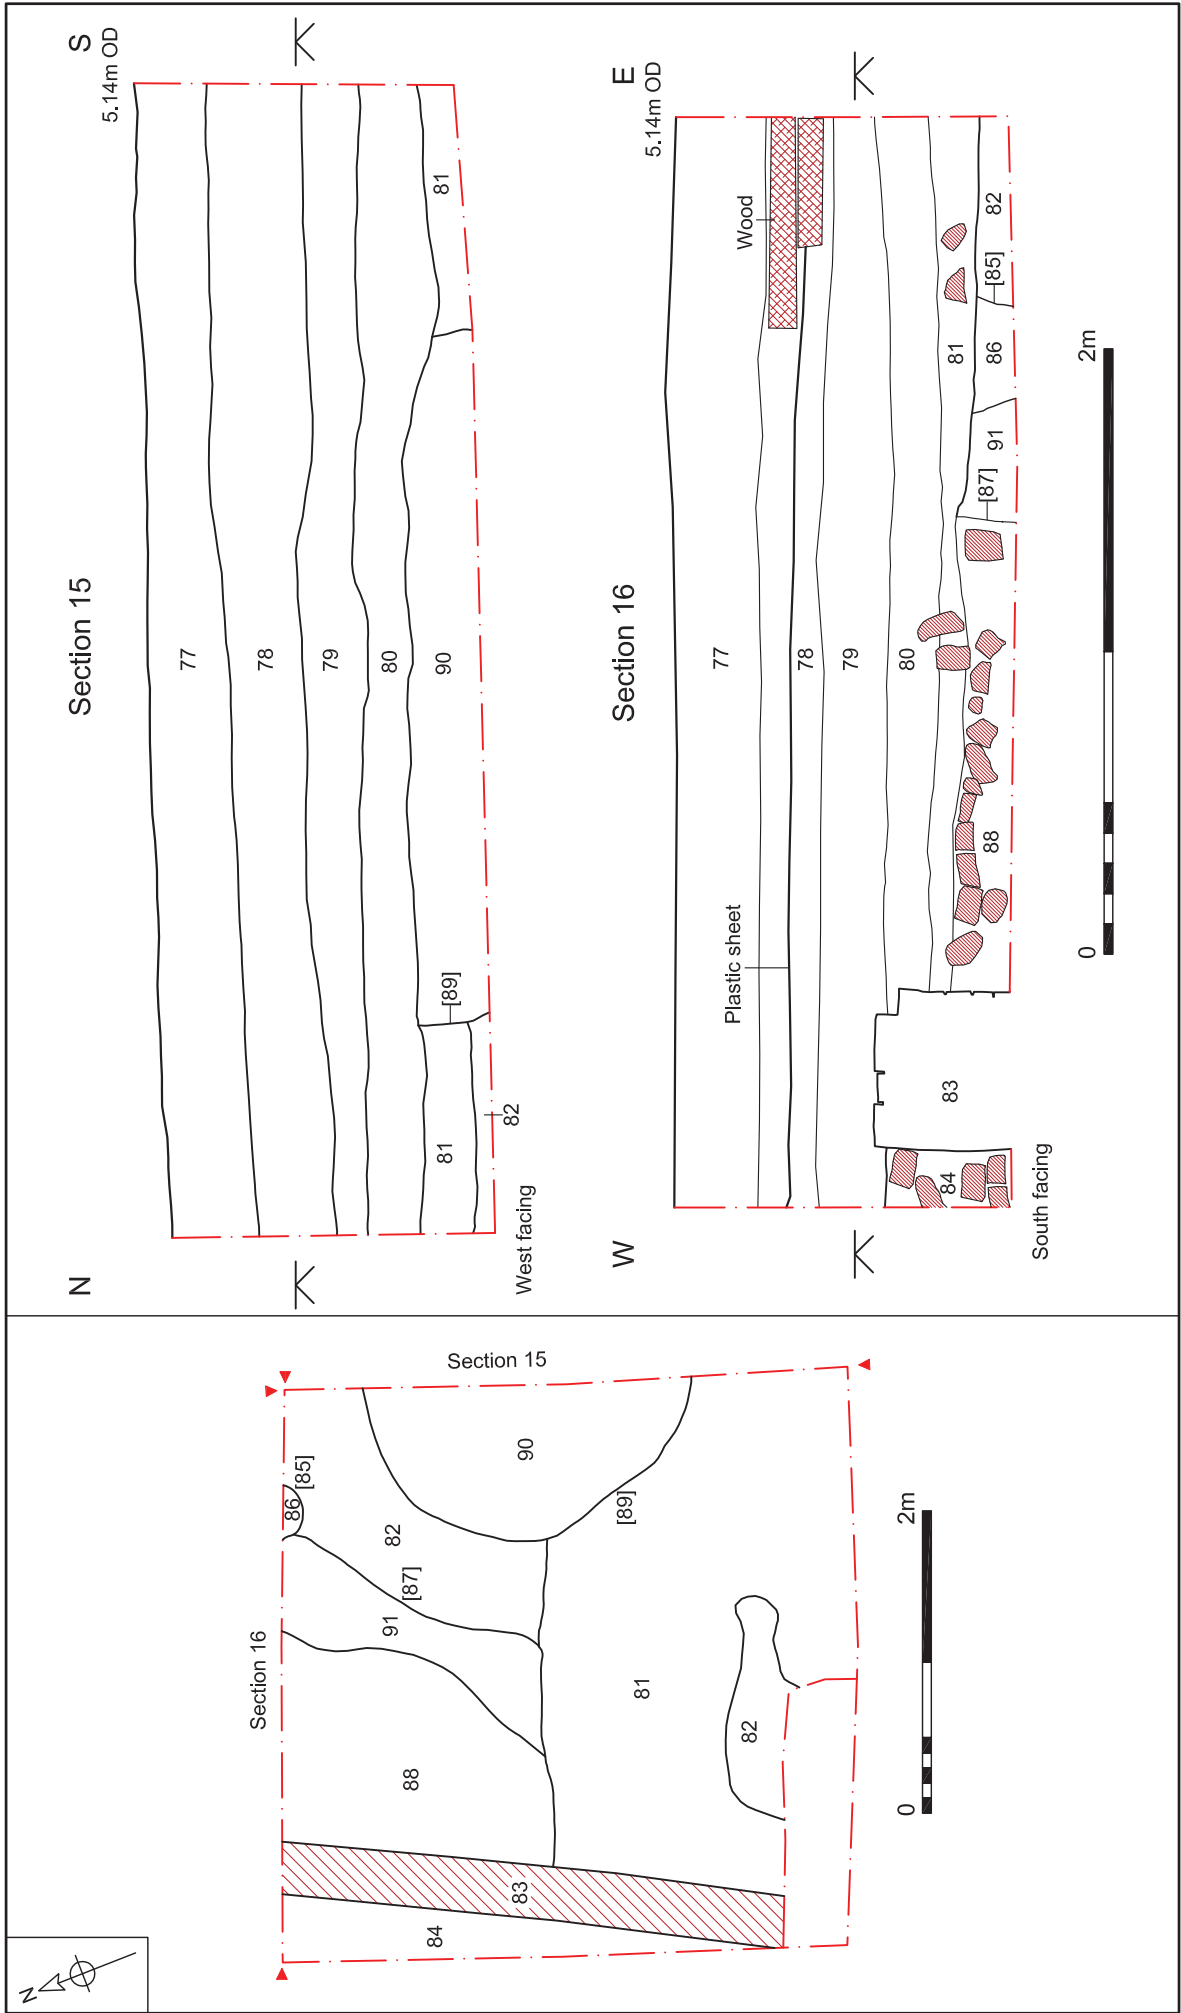 N
84
83
88
91
[87]
82
86
[85]
90
[89]
81
82
Section 16
Section 15
0
2m
Section 15
N
S
5.14m OD
77
78
79
80
90
81
[89]
81
82
West facing
Section 16
W
E
5.14m OD
Wood
Plastic sheet
77
78
79
80
81
82
[85]
86
91
[87]
88
83
84
South facing
0
2m